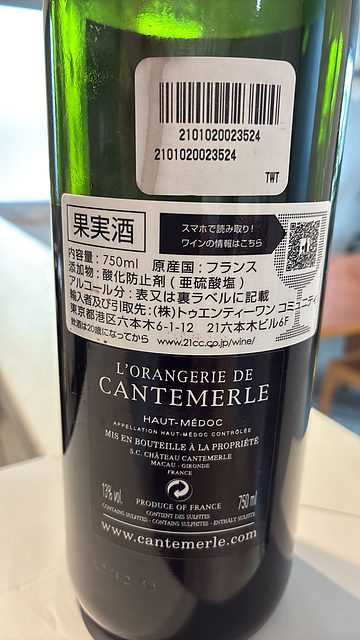 2101020023524
2101020023524
TWT
果実酒
スマホで読み取り!
ワインの情報はこちら
内容量:750ml 原産国:フランス
添加物:酸化防止剤(亜硫酸塩)
アルコール分:表又は裏ラベルに記載
輸入者及び引取先:(株)トゥエンティーワン コミューティ
東京都港区六本木6-1-12 21六本木ビル6F
飲酒は20歳になってから www.21cc.co.jp/wine/
L'ORANGERIE DE
CANTEMERLE
HAUT-MÉDOC
APPELLATION HAUT-MÉDOC CONTRÔLÉE
MIS EN BOUTEILLE À LA PROPRIÉTÉ
S.C. CHÂTEAU CANTEMERLE
MACAU - GIRONDE
FRANCE
13% vol. PRODUCE OF FRANCE 750 ml
CONTIENT DES SULFITES
CONTAINS SULFITES - CONTAINS SULPHITES - ENTHÄLT SULFITE
www.cantemerle.com